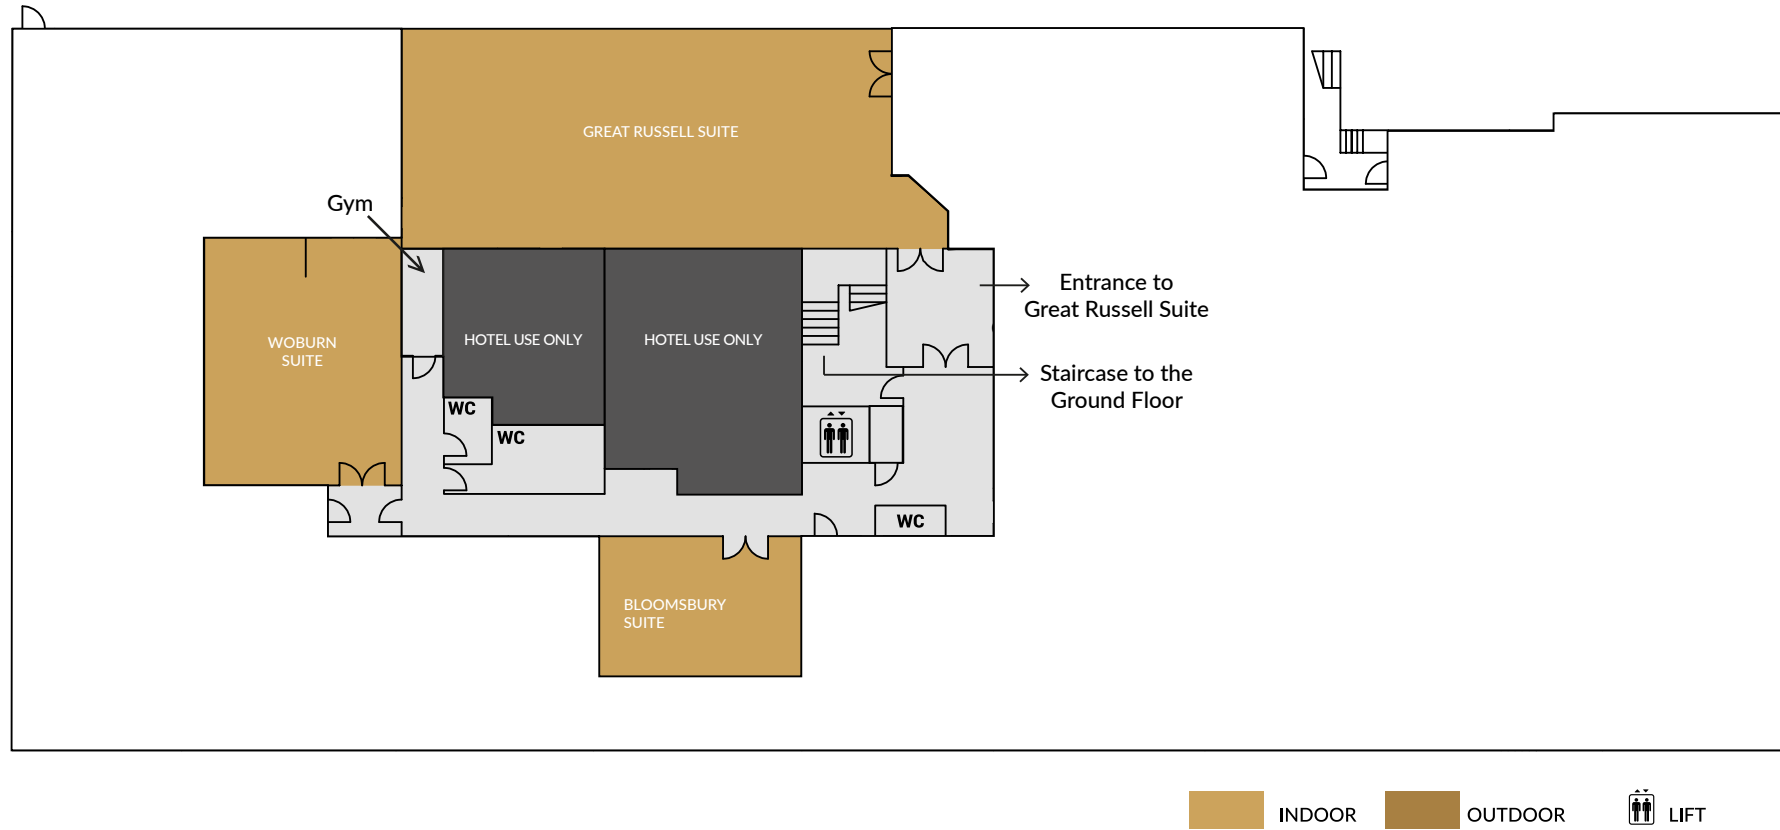 GREAT RUSSELL SUITE
Gym
Entrance to
Great Russell Suite
WOBURN
SUITE
HOTEL USE ONLY
HOTEL USE ONLY
Staircase to the
Ground Floor
WC
WC
WC
BLOOMSBURY
SUITE
INDOOR
OUTDOOR
LIFT